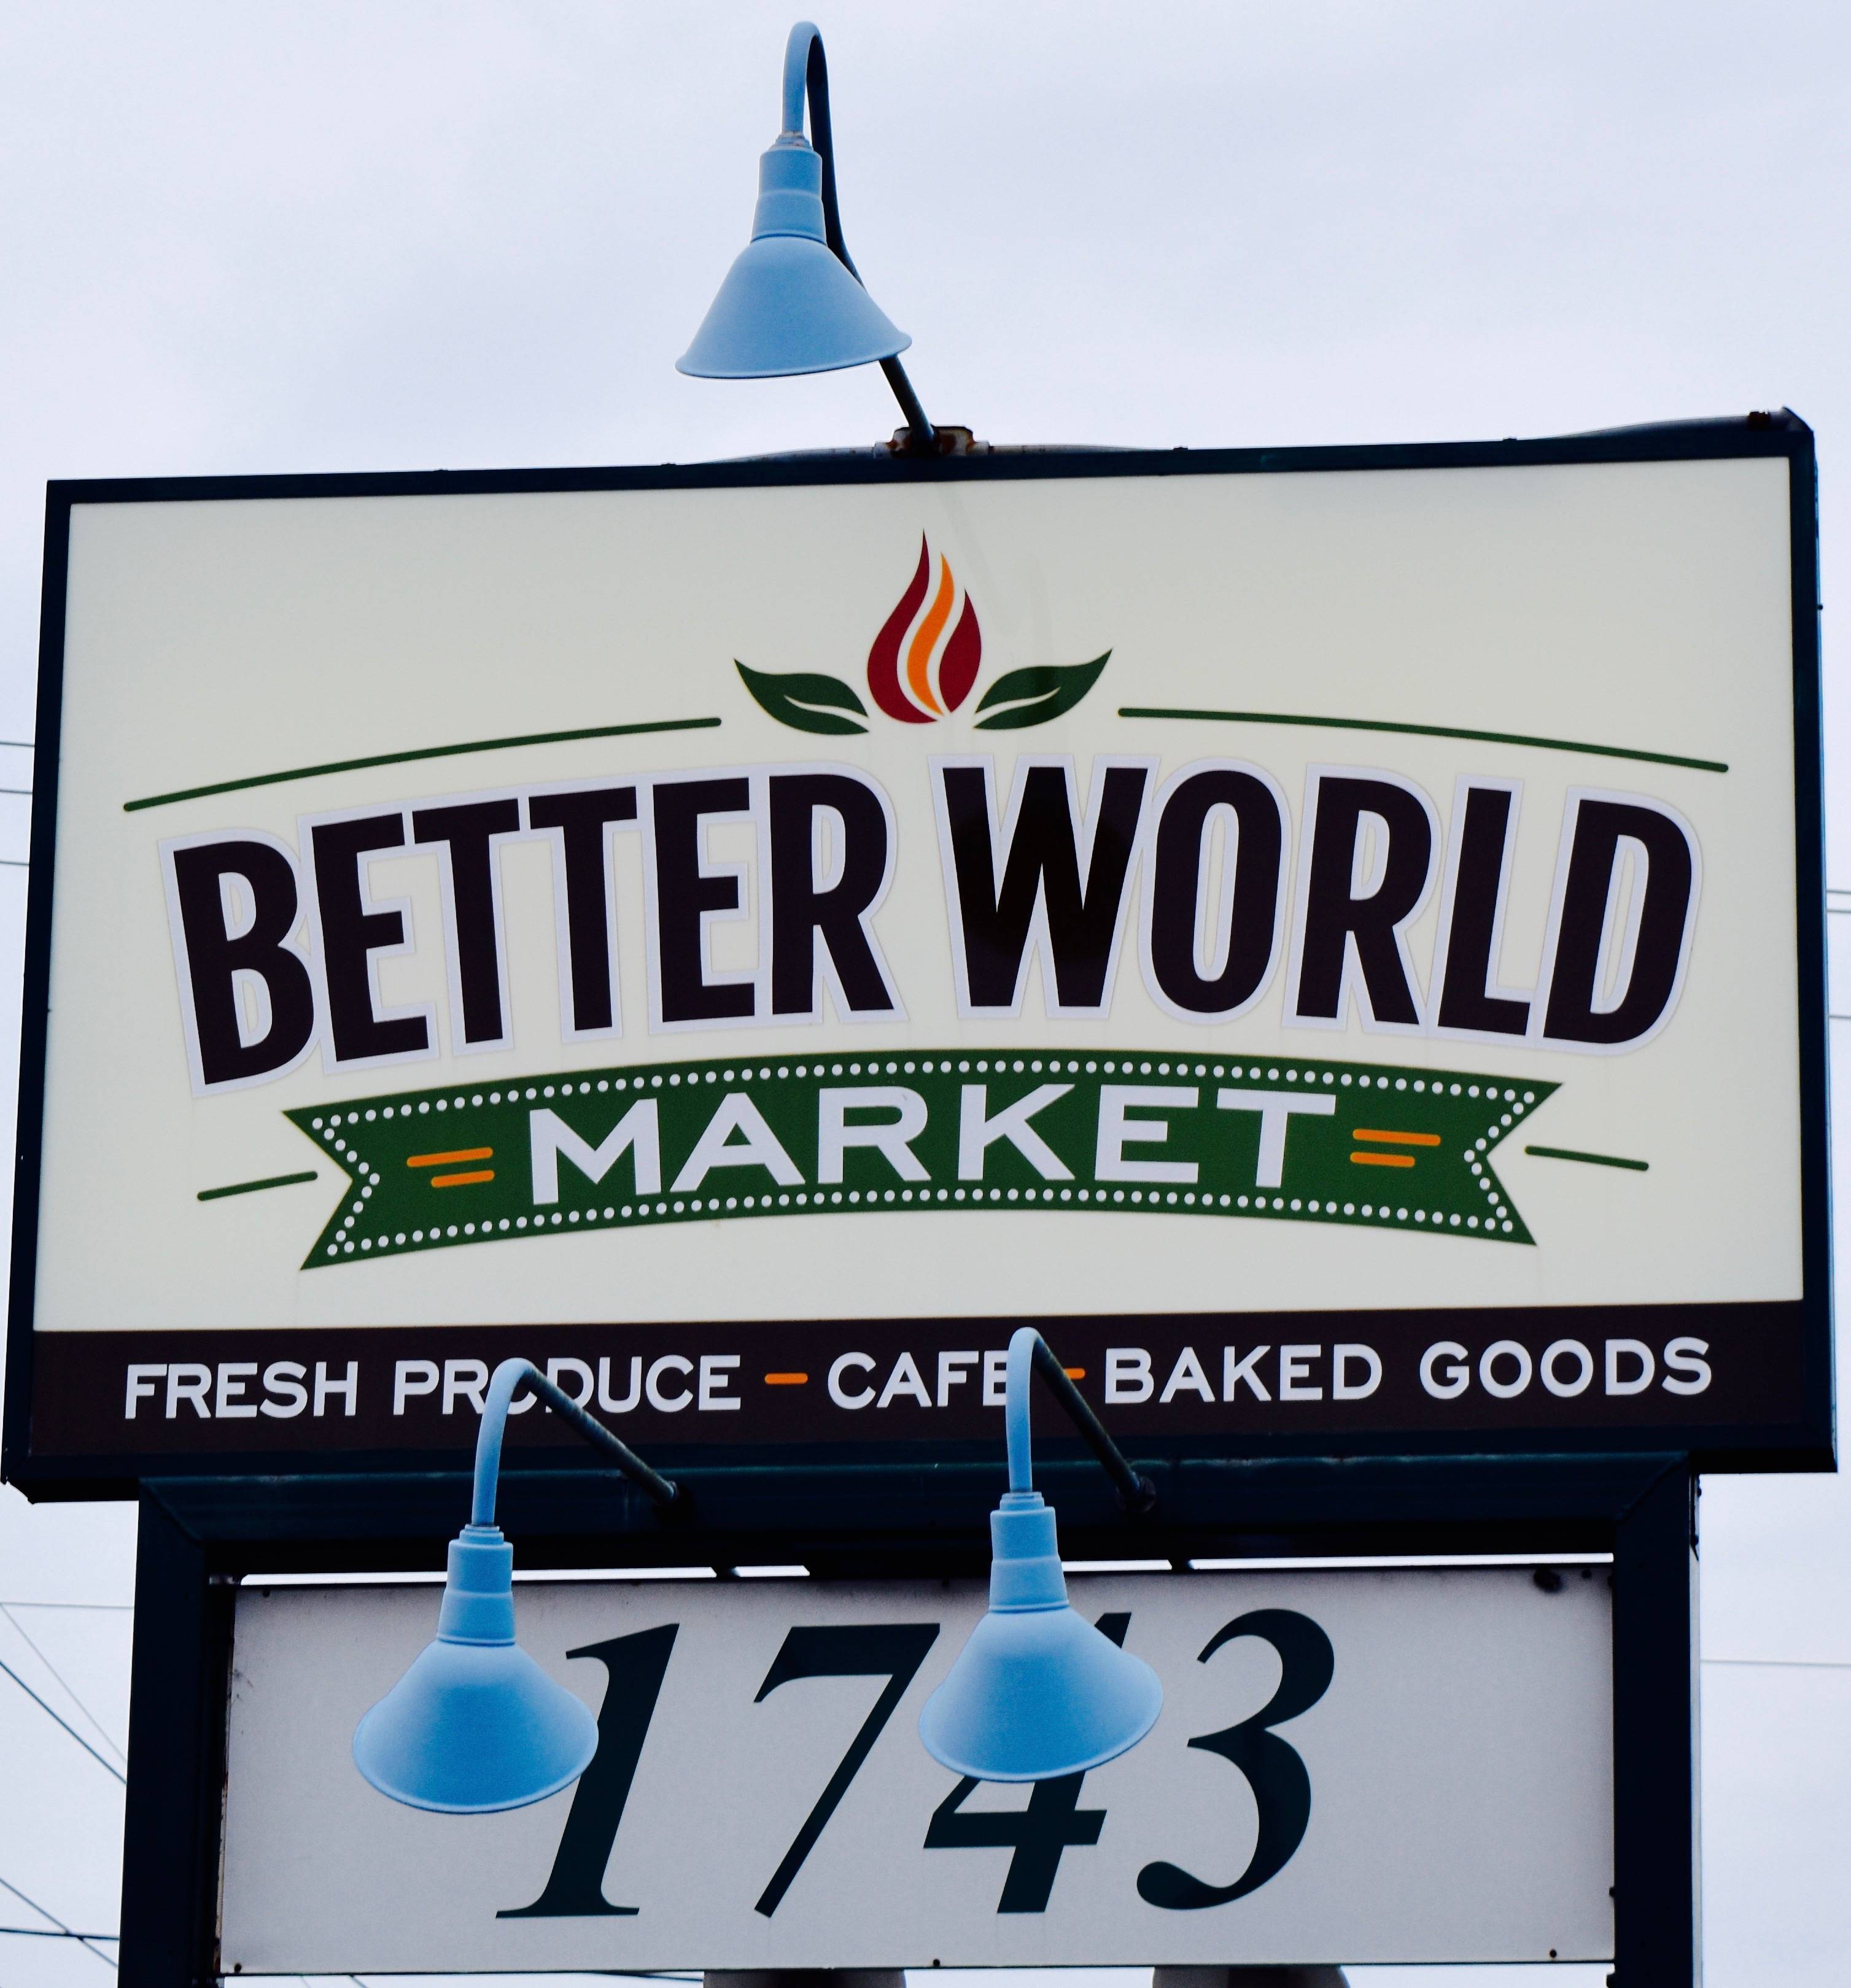 BETTER WORLD
MARKET
FRESH PRODUCE – CAFE – BAKED GOODS
1743